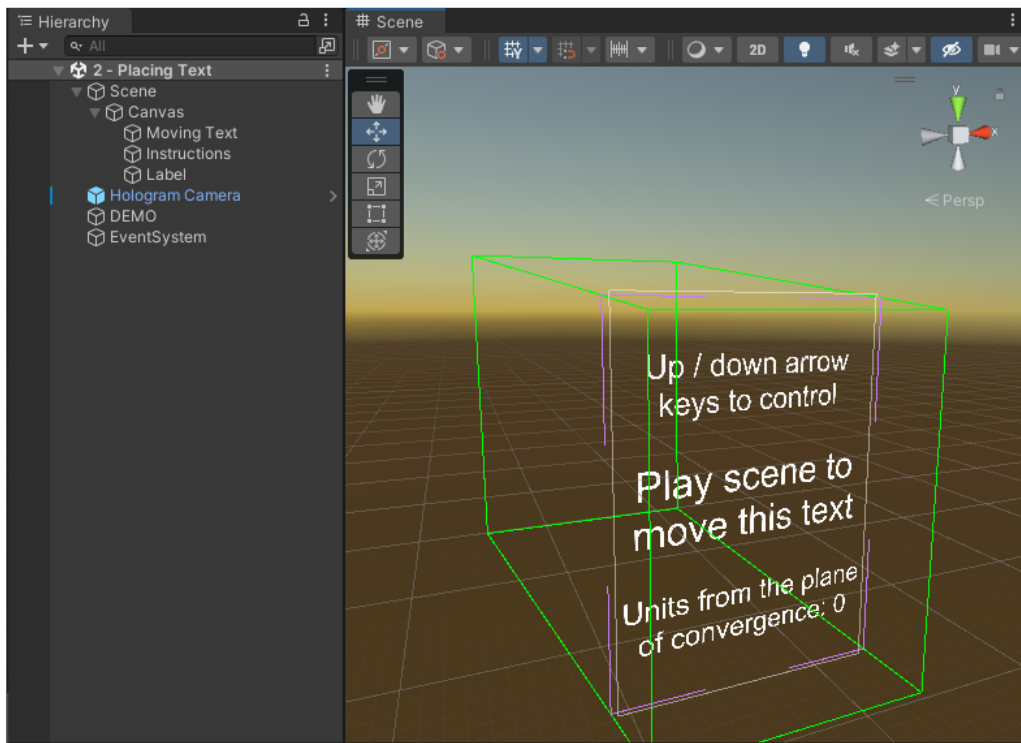 Hierarchy
All
2 - Placing Text
Scene
Canvas
Moving Text
Instructions
Label
Hologram Camera
DEMO
EventSystem
Scene
2D
y
x
Persp
Up / down arrow
keys to control
Play scene to
move this text
Units from the plane
of convergence: 0